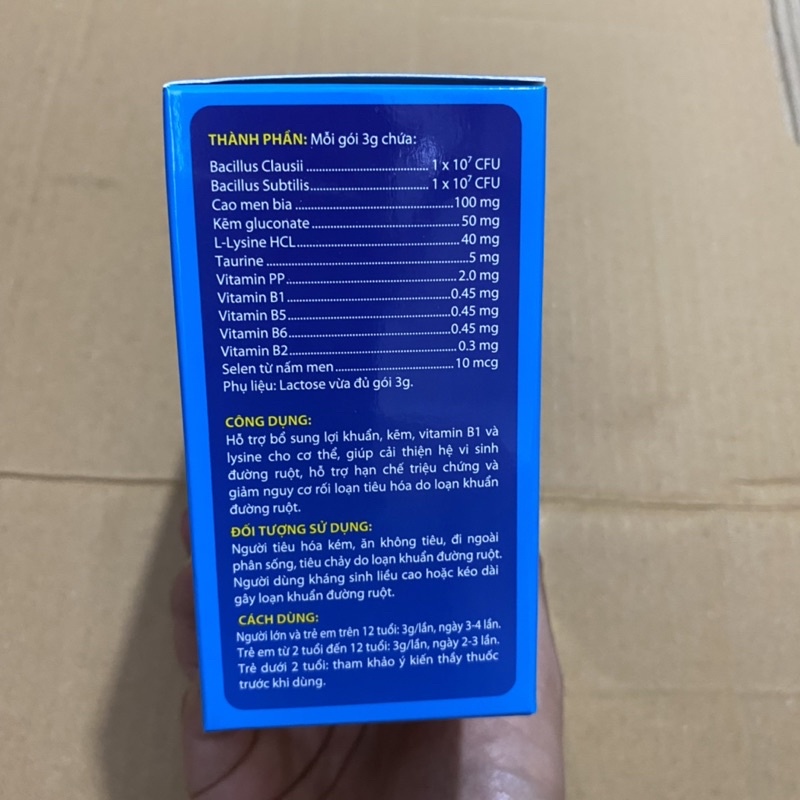 THÀNH PHẦN: Mỗi gói 3g chứa:
Bacillus Clausii ........................ 1 x 10⁷ CFU
Bacillus Subtilis........................ 1 x 10⁷ CFU
Cao men bia ........................100 mg
Kẽm gluconate........................ 50 mg
L-Lysine HCL........................ 40 mg
Taurine ........................5 mg
Vitamin PP........................ 2.0 mg
Vitamin B1........................0.45 mg
Vitamin B5........................0.45 mg
Vitamin B6........................0.45 mg
Vitamin B2........................ 0.3 mg
Selen từ nấm men........................ 10 mcg
Phụ liệu: Lactose vừa đủ gói 3g.
CÔNG DỤNG:
Hỗ trợ bổ sung lợi khuẩn, kẽm, vitamin B1 và
lysine cho cơ thể, giúp cải thiện hệ vi sinh
đường ruột, hỗ trợ hạn chế triệu chứng và
giảm nguy cơ rối loạn tiêu hóa do loạn khuẩn
đường ruột.
ĐỐI TƯỢNG SỬ DỤNG:
Người tiêu hóa kém, ăn không tiêu, đi ngoài
phân sống, tiêu chảy do loạn khuẩn đường ruột.
Người dùng kháng sinh liều cao hoặc kéo dài
gây loạn khuẩn đường ruột.
CÁCH DÙNG:
Người lớn và trẻ em trên 12 tuổi: 3g/lần, ngày 3-4 lần.
Trẻ em từ 2 tuổi đến 12 tuổi: 3g/lần, ngày 2-3 lần.
Trẻ dưới 2 tuổi: tham khảo ý kiến thầy thuốc
trước khi dùng.